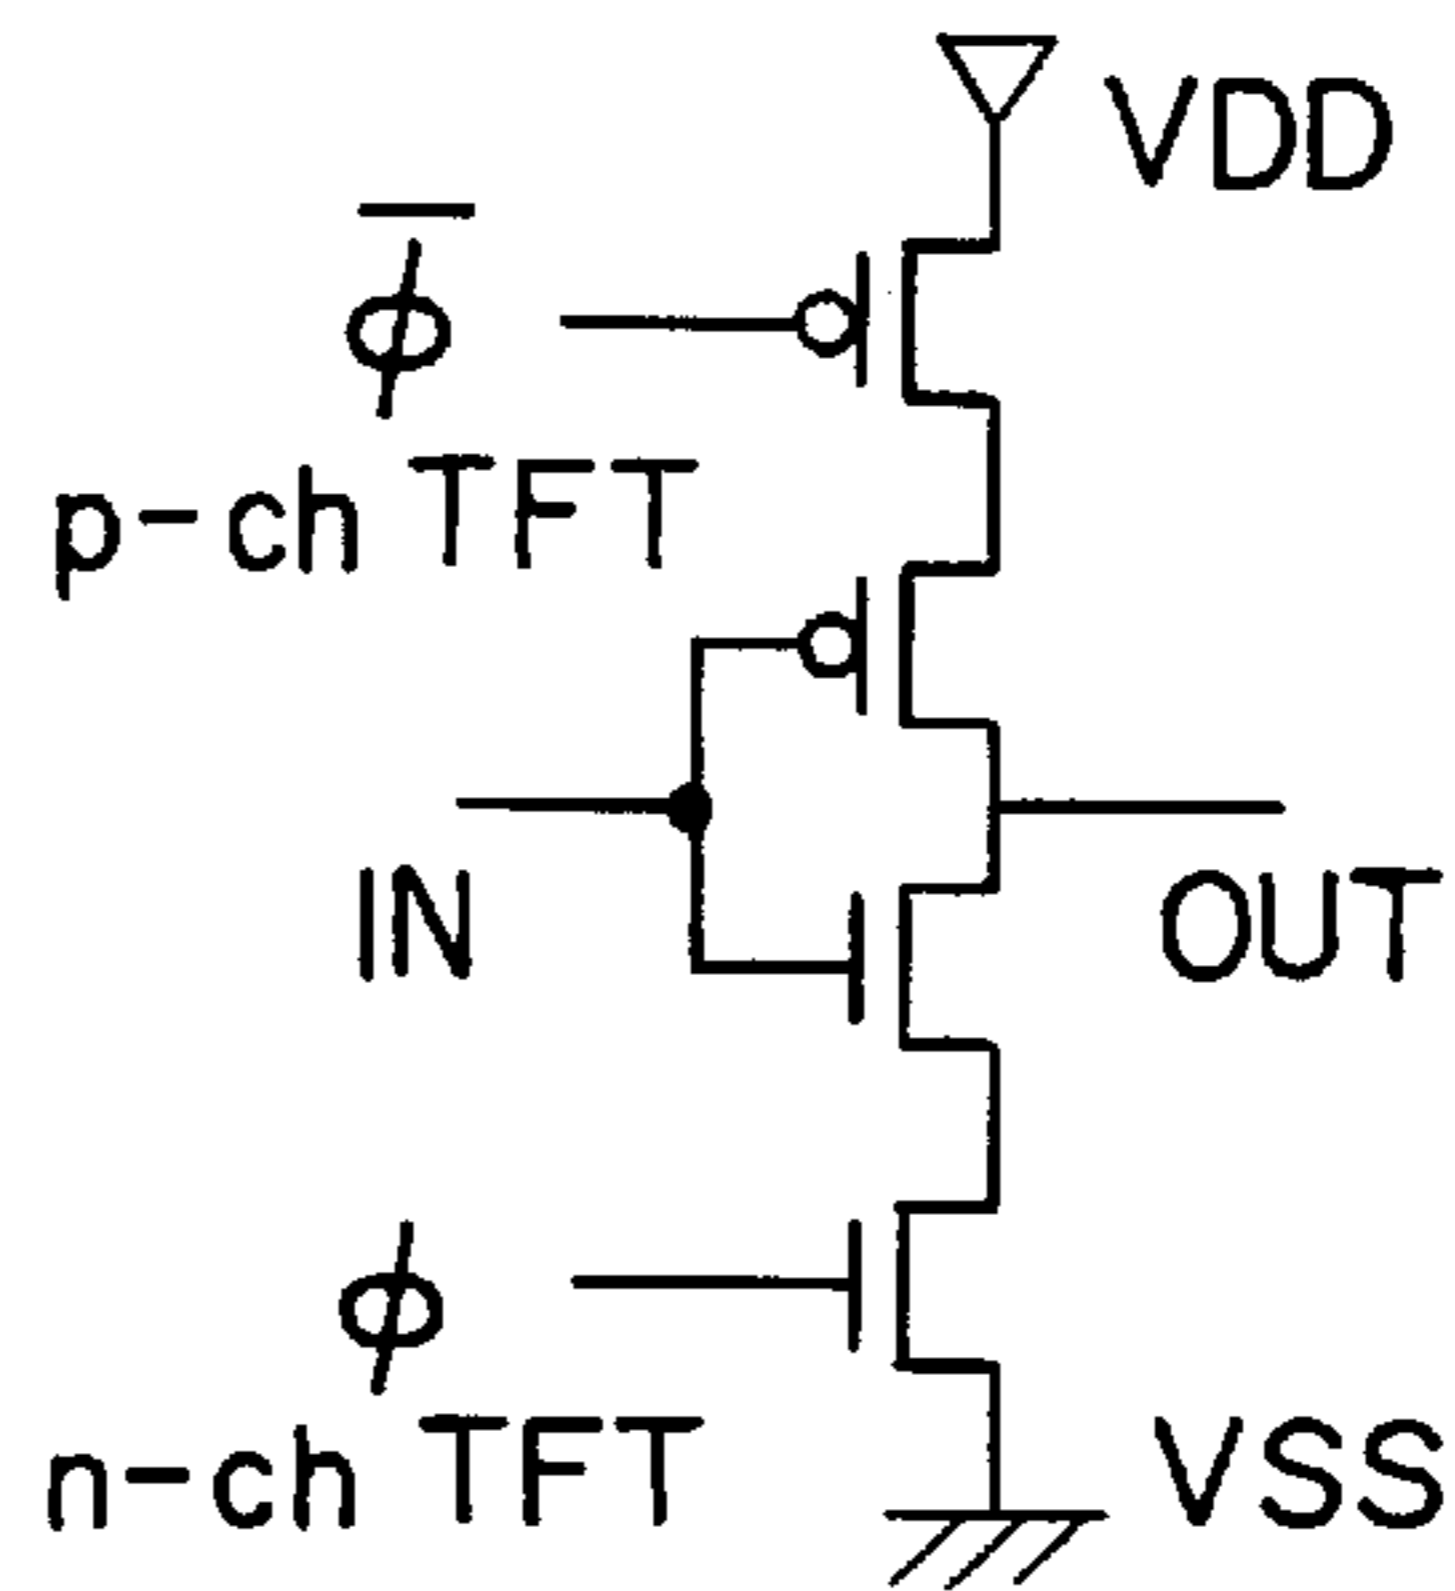 VDD
ϕ̅
p-ch TFT
IN
OUT
ϕ
n-ch TFT
VSS